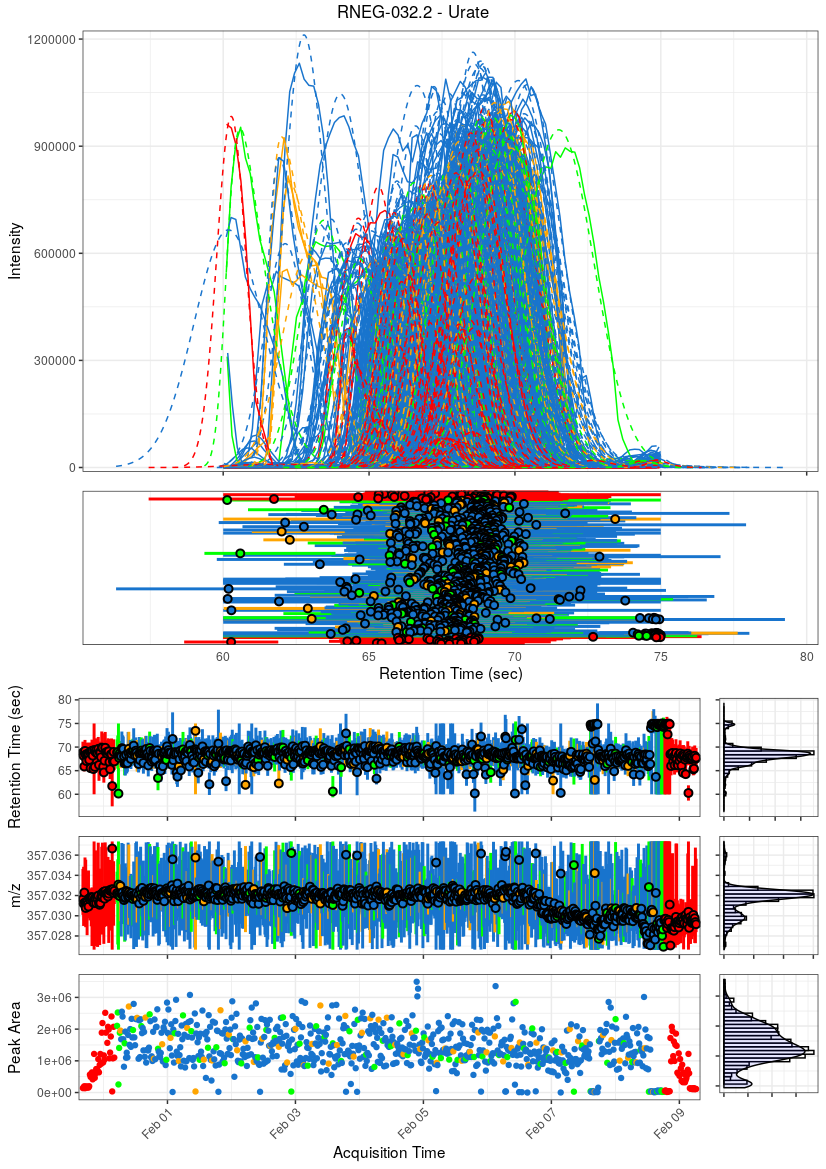 RNEG-032.2 - Urate
Intensity
1200000
900000
600000
300000
0
60 65 70 75 80
Retention Time (sec)
Retention Time (sec)
80
75
70
65
60
m/z
357.036
357.034
357.032
357.030
357.028
Peak Area
3e+06
2e+06
1e+06
0e+00
Feb 01 Feb 03 Feb 05 Feb 07 Feb 09
Acquisition Time